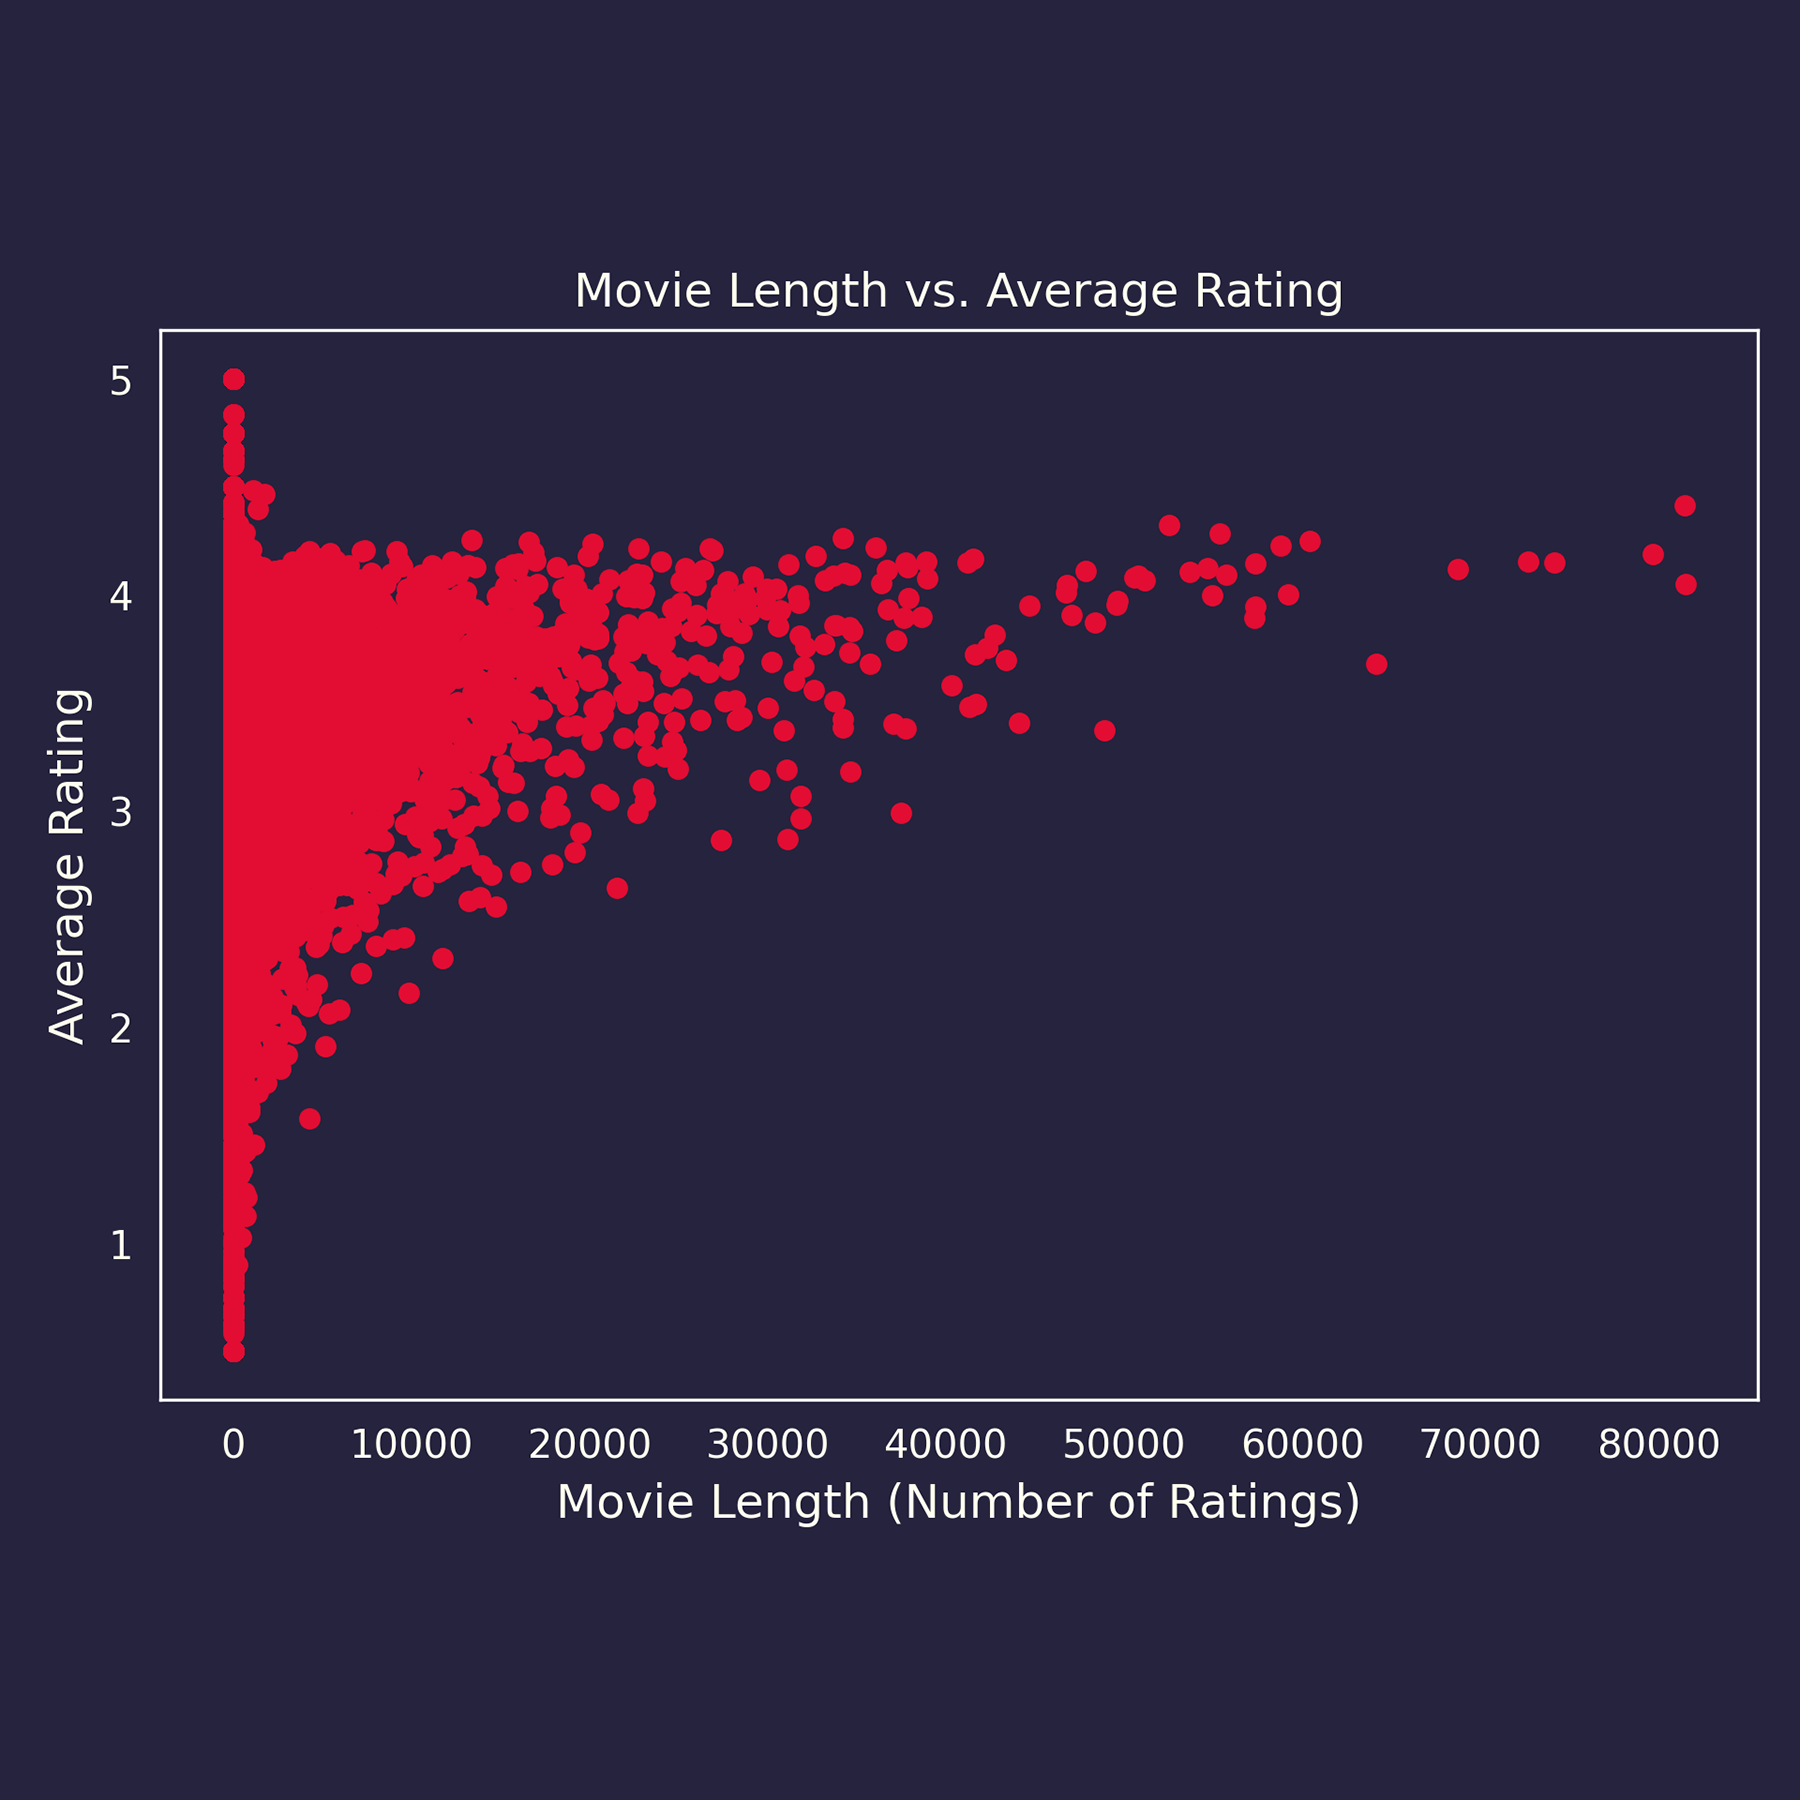 Movie Length vs. Average Rating
5
4
3
2
1
Average Rating
0 10000 20000 30000 40000 50000 60000 70000 80000
Movie Length (Number of Ratings)